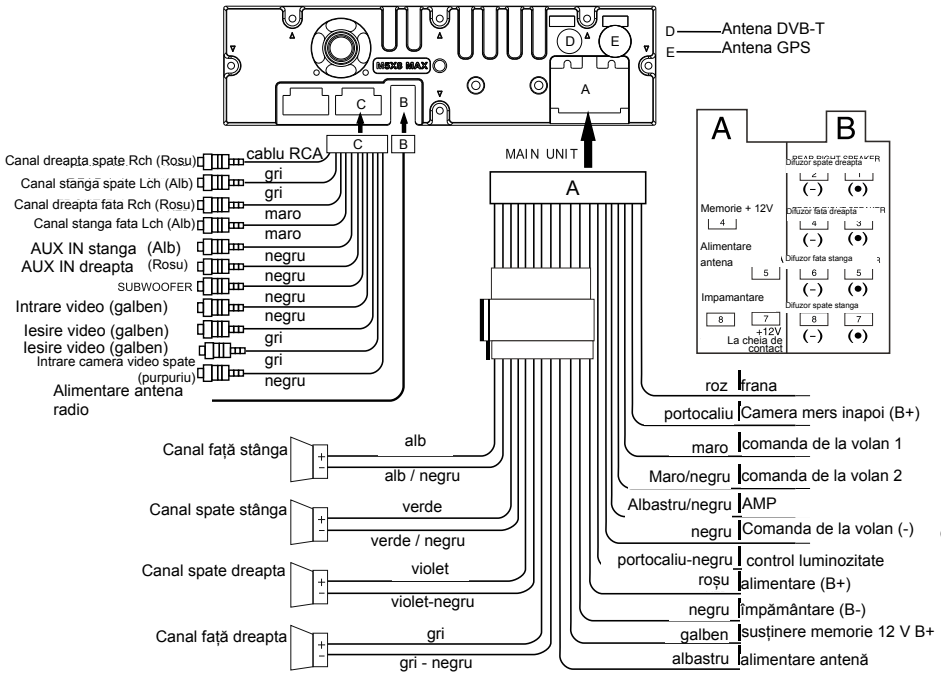 D
E
Antena DVB-T
Antena GPS
D
E
M5X8 MAX
A
C
B
MAIN UNIT
C
B
A
Canal dreapta spate Rch (Rosu)
cablu RCA
Canal stanga spate Lch (Alb)
gri
Canal dreapta fata Rch (Rosu)
gri
Canal stanga fata Lch (Alb)
maro
AUX IN stanga (Alb)
maro
AUX IN dreapta (Rosu)
negru
SUBWOOFER
negru
Intrare video (galben)
negru
Iesire video (galben)
negru
Iesire video (galben)
gri
Intrare camera video spate
(purpuriu)
gri
Alimentare antena
radio
negru
A
B
REAR RIGHT SPEAKER
Difuzor spate dreapta
2 1
(-) (•)
Memorie + 12V
4
Difuzor fata dreapta
4 3
(-) (•)
Alimentare
antena
5
Difuzor fata stanga
6 5
(-) (•)
Impamantare
8 7
+12V
La cheia de
contact
Difuzor spate stanga
8 7
(-) (•)
Canal față stânga
+
-
alb
alb / negru
Canal spate stânga
+
-
verde
verde / negru
Canal spate dreapta
+
-
violet
violet-negru
Canal față dreapta
+
-
gri
gri - negru
roz frana
portocaliu Camera mers inapoi (B+)
maro comanda de la volan 1
Maro/negru comanda de la volan 2
Albastru/negru AMP
negru Comanda de la volan (-)
portocaliu-negru control luminozitate
roșu alimentare (B+)
negru împământare (B-)
galben susținere memorie 12 V B+
albastru alimentare antenă